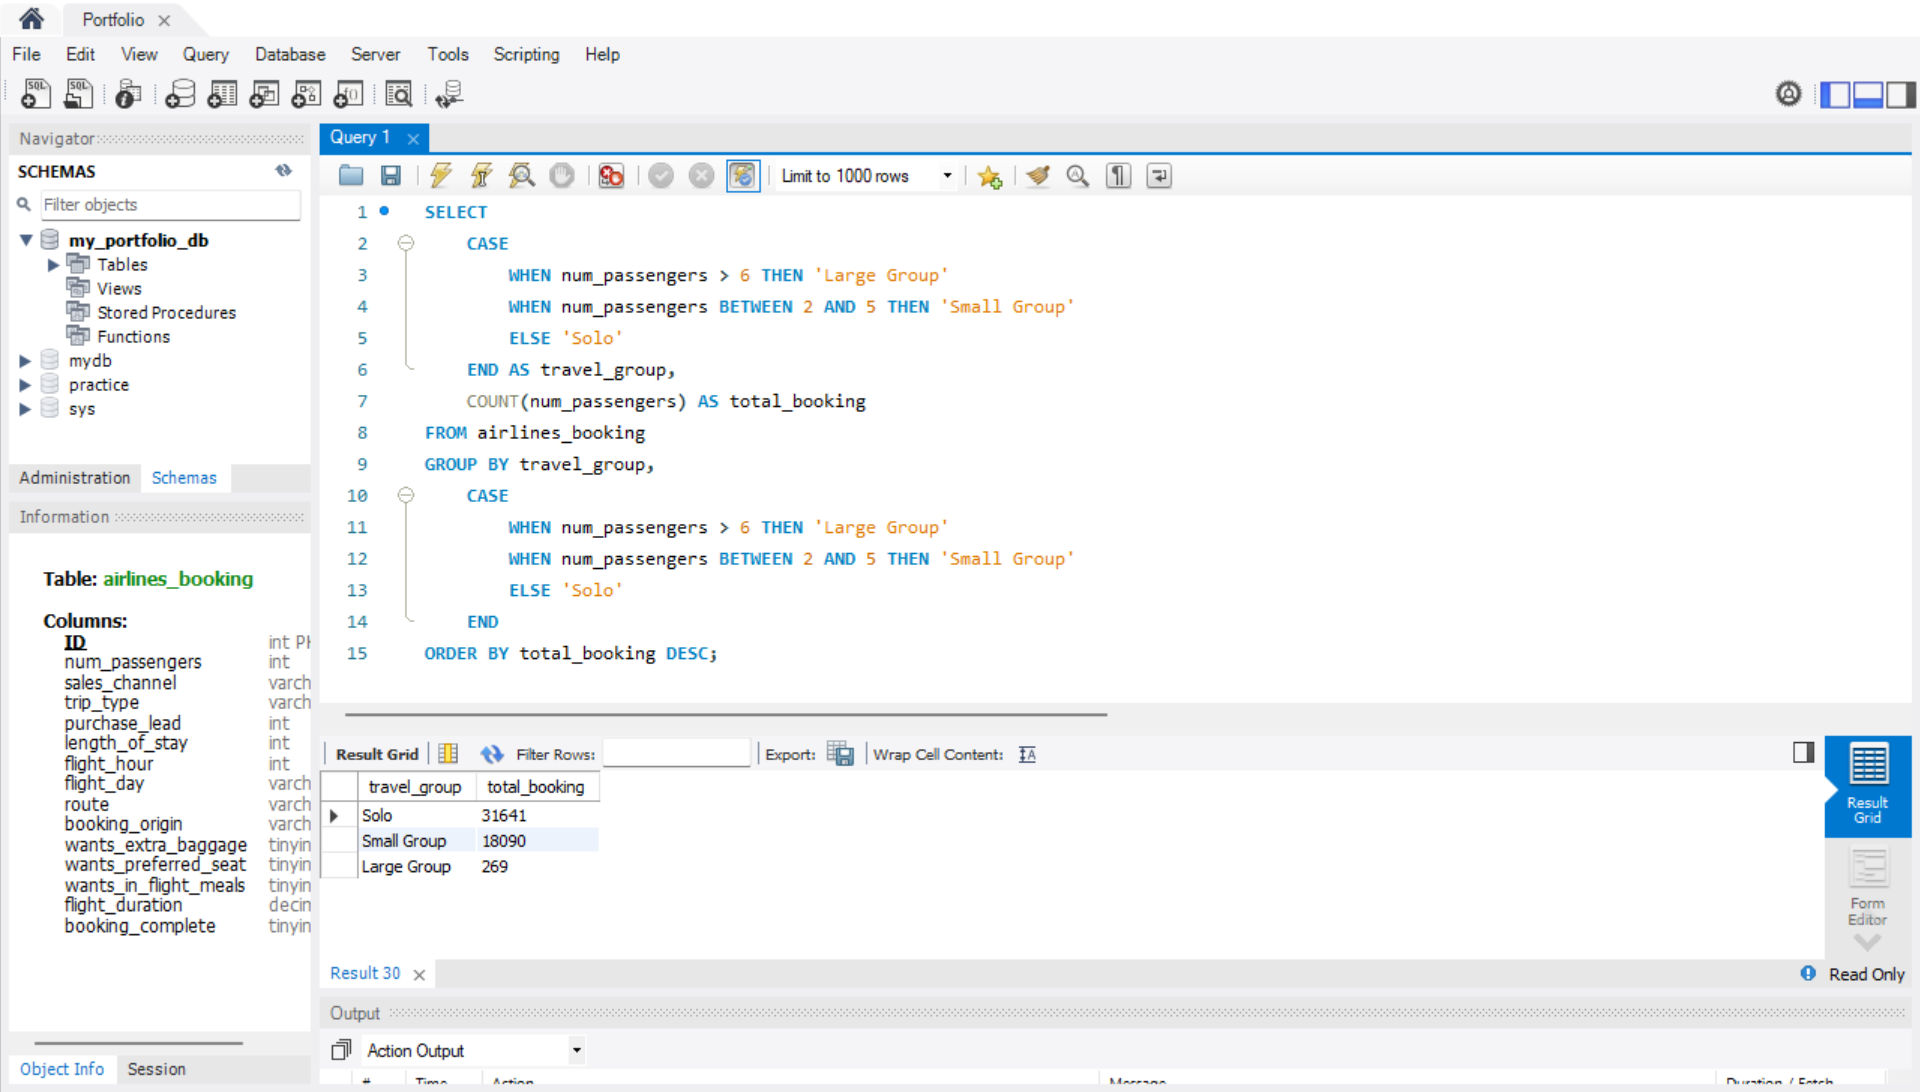 Portfolio
File Edit View Query Database Server Tools Scripting Help
Navigator
SCHEMAS
Filter objects
my_portfolio_db
Tables
Views
Stored Procedures
Functions
mydb
practice
sys
Administration Schemas
Information
Table: airlines_booking
Columns:
ID int
num_passengers int
sales_channel varch
trip_type varch
purchase_lead int
length_of_stay int
flight_hour int
flight_day varch
route varch
booking_origin varch
wants_extra_baggage tinyin
wants_preferred_seat tinyin
wants_in_flight_meals tinyin
flight_duration decin
booking_complete tinyin
Object Info Session
Query 1
Limit to 1000 rows
1 SELECT
2 CASE
3 WHEN num_passengers > 6 THEN 'Large Group'
4 WHEN num_passengers BETWEEN 2 AND 5 THEN 'Small Group'
5 ELSE 'Solo'
6 END AS travel_group,
7 COUNT(num_passengers) AS total_booking
8 FROM airlines_booking
9 GROUP BY travel_group,
10 CASE
11 WHEN num_passengers > 6 THEN 'Large Group'
12 WHEN num_passengers BETWEEN 2 AND 5 THEN 'Small Group'
13 ELSE 'Solo'
14 END
15 ORDER BY total_booking DESC;
Result Grid Filter Rows: Export: Wrap Cell Content:
travel_group total_booking
Solo 31641
Small Group 18090
Large Group 269
Result
Grid
Form
Editor
Result 30 Read Only
Output
Action Output
# Time Action Message Duration / Fetch